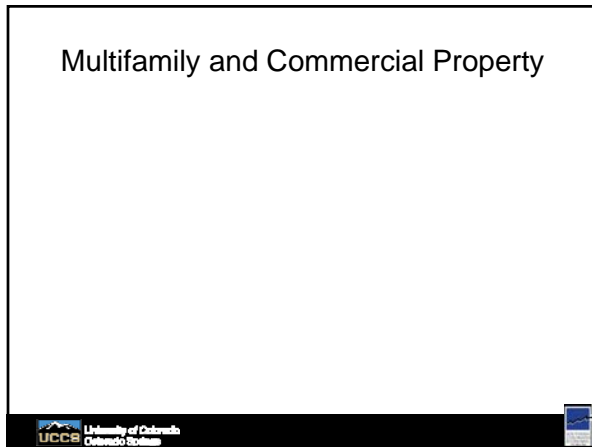 Multifamily and Commercial Property
UCCS
University of Colorado
Colorado Springs